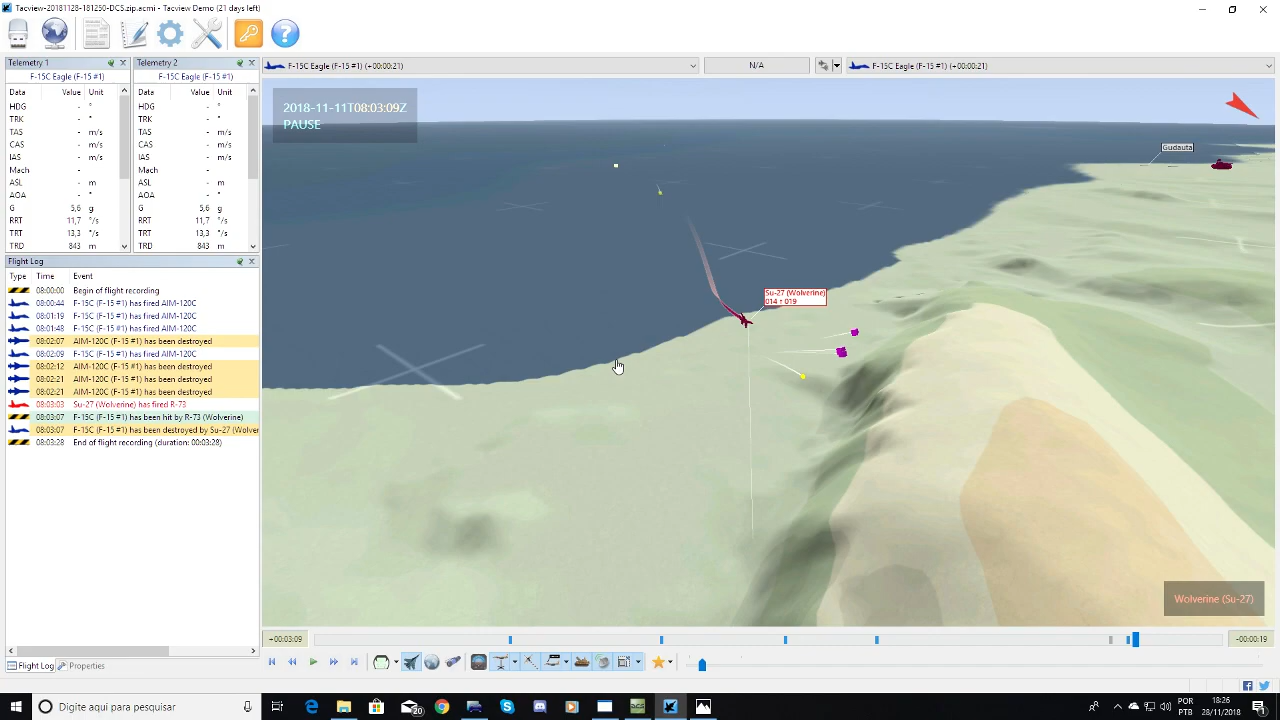 Tacview-20181128-181250-DCS.zip.acmi - Tacview Demo (21 days left)
Telemetry 1
F-15C Eagle (F-15 #1)
Data Value Unit
HDG - °
TRK - °
TAS - m/s
CAS - m/s
IAS - m/s
Mach -
ASL - m
AOA - °
G 5,6 g
RRT 11,7 °/s
TRT 13,3 °/s
TRD 843 m
Telemetry 2
F-15C Eagle (F-15 #1)
Data Value Unit
HDG - °
TRK - °
TAS - m/s
CAS - m/s
IAS - m/s
Mach -
ASL - m
AOA - °
G 5,6 g
RRT 11,7 °/s
TRT 13,3 °/s
TRD 843 m
Flight Log
Type Time Event
08:00:00 Begin of flight recording
08:00:44 F-15C (F-15 #1) has fired AIM-120C
08:01:19 F-15C (F-15 #1) has fired AIM-120C
08:01:48 F-15C (F-15 #1) has fired AIM-120C
08:02:07 AIM-120C (F-15 #1) has been destroyed
08:02:09 F-15C (F-15 #1) has fired AIM-120C
08:02:12 AIM-120C (F-15 #1) has been destroyed
08:02:21 AIM-120C (F-15 #1) has been destroyed
08:02:21 AIM-120C (F-15 #1) has been destroyed
08:03:03 Su-27 (Wolverine) has fired R-73
08:03:07 F-15C (F-15 #1) has been hit by R-73 (Wolverine)
08:03:07 F-15C (F-15 #1) has been destroyed by Su-27 (Wolver
08:03:28 End of flight recording (duration: 00:03:28)
Flight Log Properties
F-15C Eagle (F-15 #1) (+00:00:21)
N/A
F-15C Eagle (F-15 #1) (+00:00:21)
2018-11-11T08:03:09Z
PAUSE
Gudauta
Su-27 (Wolverine)
014 r 019
Wolverine (Su-27)
+00:03:09
-00:00:19
Digite aqui para pesquisar
20
POR
PTB
18:26
28/11/2018
1